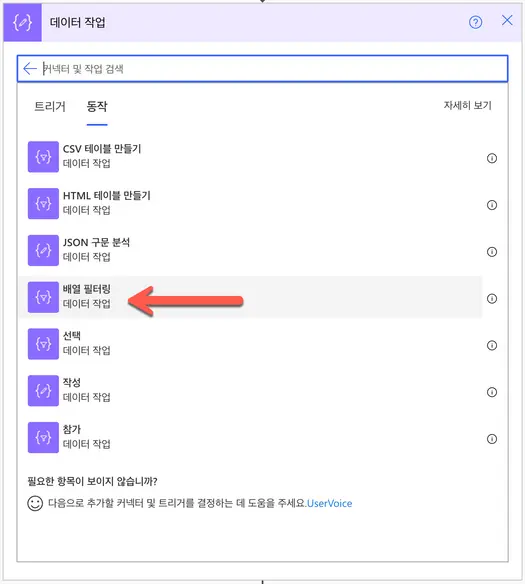 데이터 작업
커넥터 및 작업 검색
트리거 동작 자세히 보기
CSV 테이블 만들기
데이터 작업
HTML 테이블 만들기
데이터 작업
JSON 구문 분석
데이터 작업
배열 필터링
데이터 작업
선택
데이터 작업
작성
데이터 작업
참가
데이터 작업
필요한 항목이 보이지 않습니까?
다음으로 추가할 커넥터 및 트리거를 결정하는 데 도움을 주세요.UserVoice